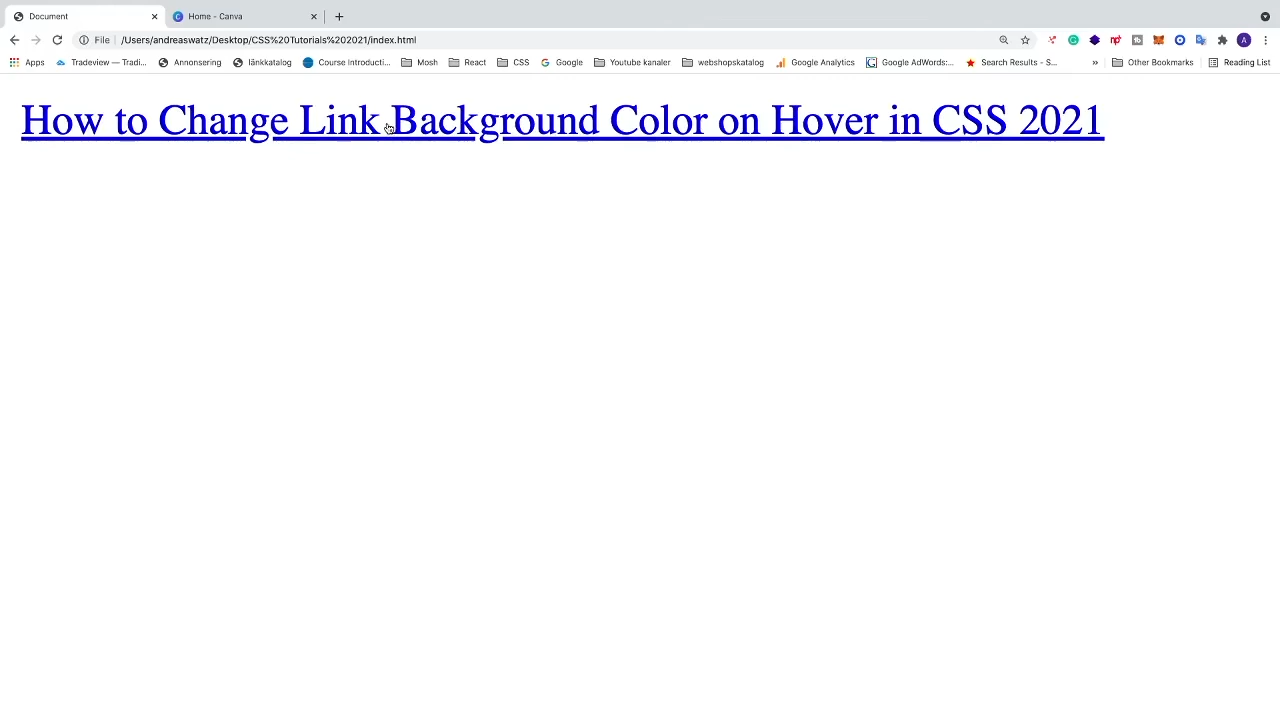 Document
Home - Canva
File
/Users/andreaswatz/Desktop/CSS%20Tutorials%202021/index.html
A
Apps
Tradeview — Tradi...
Annonsering
länkkatalog
Course Introducti...
Mosh
React
CSS
Google
Youtube kanaler
webshopskatalog
Google Analytics
Google AdWords:...
Search Results - S...
»
Other Bookmarks
Reading List
How to Change Link Background Color on Hover in CSS 2021